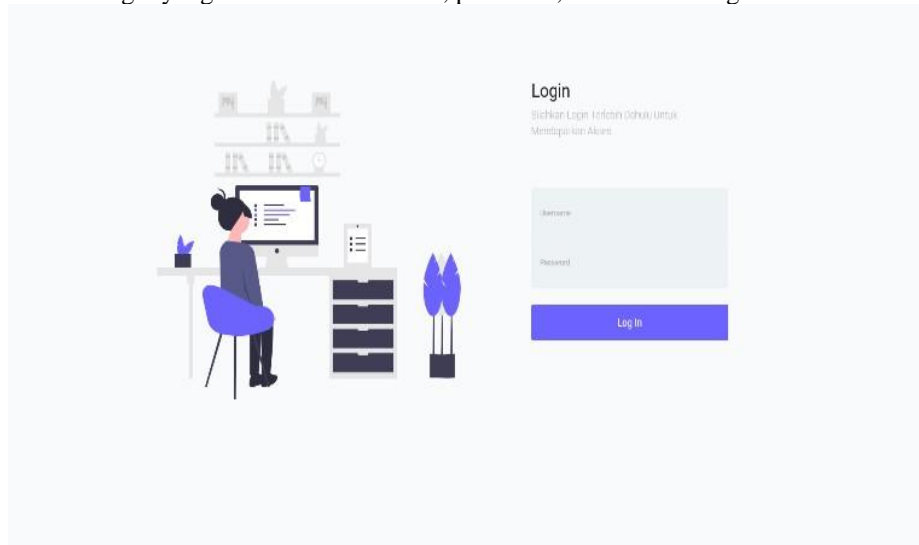 Login
Silahkan Login Terlebih Dahulu Untuk
Mendapatkan Akses
Username
Password
Log In